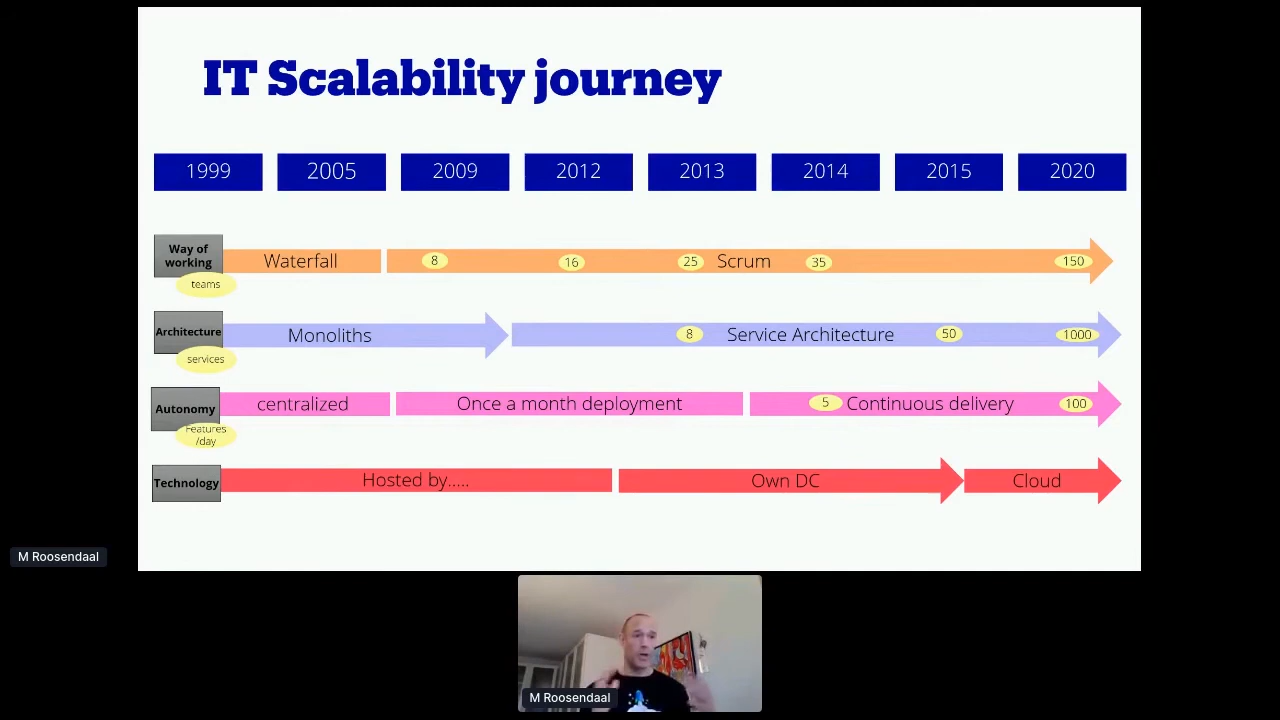 IT Scalability journey
1999 2005 2009 2012 2013 2014 2015 2020
Way of
working
teams
Waterfall 8 16 25 Scrum 35 150
Architecture
services
Monoliths 8 Service Architecture 50 1000
Autonomy
Features
/day
centralized Once a month deployment 5 Continuous delivery 100
Technology
Hosted by..... Own DC Cloud
M Roosendaal
M Roosendaal